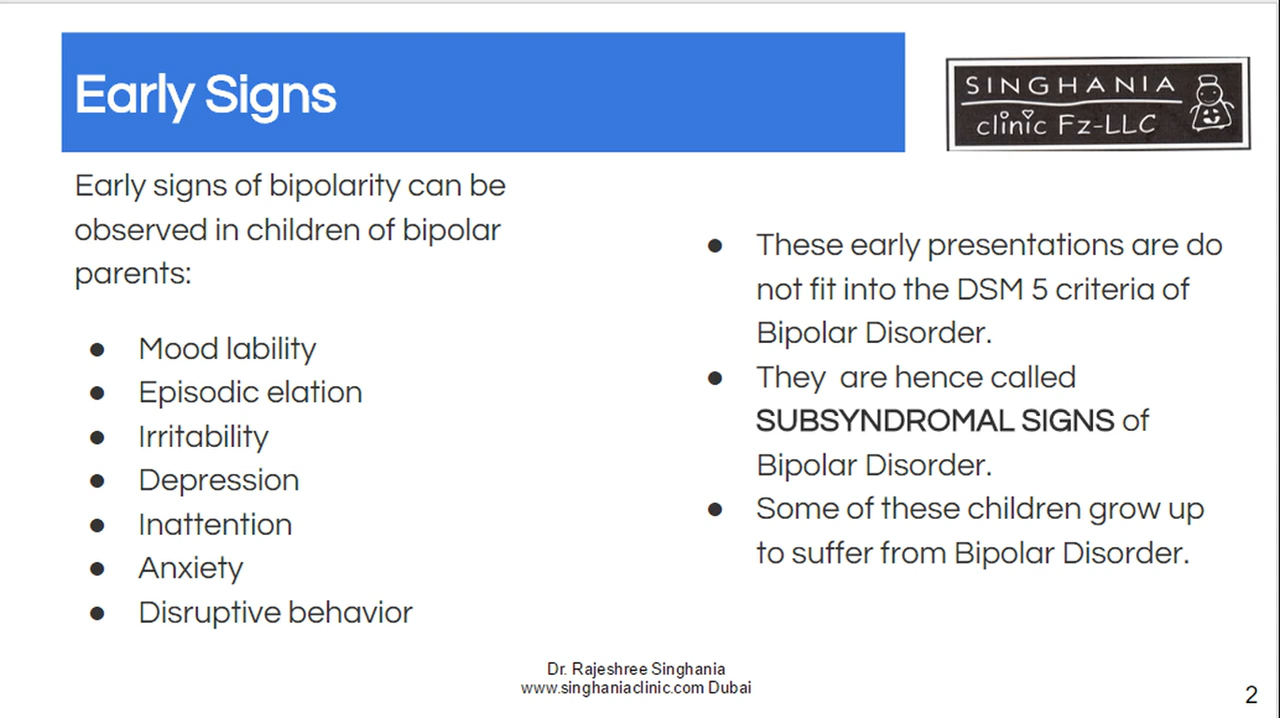 Early Signs
SINGHANIA
clinic Fz-LLC
Early signs of bipolarity can be
observed in children of bipolar
parents:
● Mood lability
● Episodic elation
● Irritability
● Depression
● Inattention
● Anxiety
● Disruptive behavior
● These early presentations are do
not fit into the DSM 5 criteria of
Bipolar Disorder.
● They  are hence called
SUBSYNDROMAL SIGNS of
Bipolar Disorder.
● Some of these children grow up
to suffer from Bipolar Disorder.
Dr. Rajeshree Singhania
www.singhaniaclinic.com Dubai
2